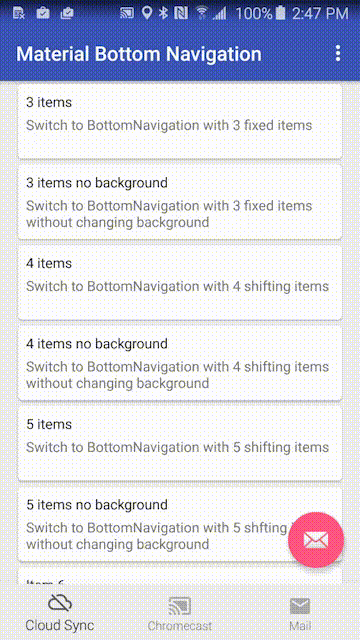 100% 2:47 PM
Material Bottom Navigation
3 items
Switch to BottomNavigation with 3 fixed items
3 items no background
Switch to BottomNavigation with 3 fixed items
without changing background
4 items
Switch to BottomNavigation with 4 shifting items
4 items no background
Switch to BottomNavigation with 4 shifting items
without changing background
5 items
Switch to BottomNavigation with 5 shifting items
5 items no background
Switch to BottomNavigation with 5 shfting
without changing background
Item 6
Cloud Sync
Chromecast
Mail